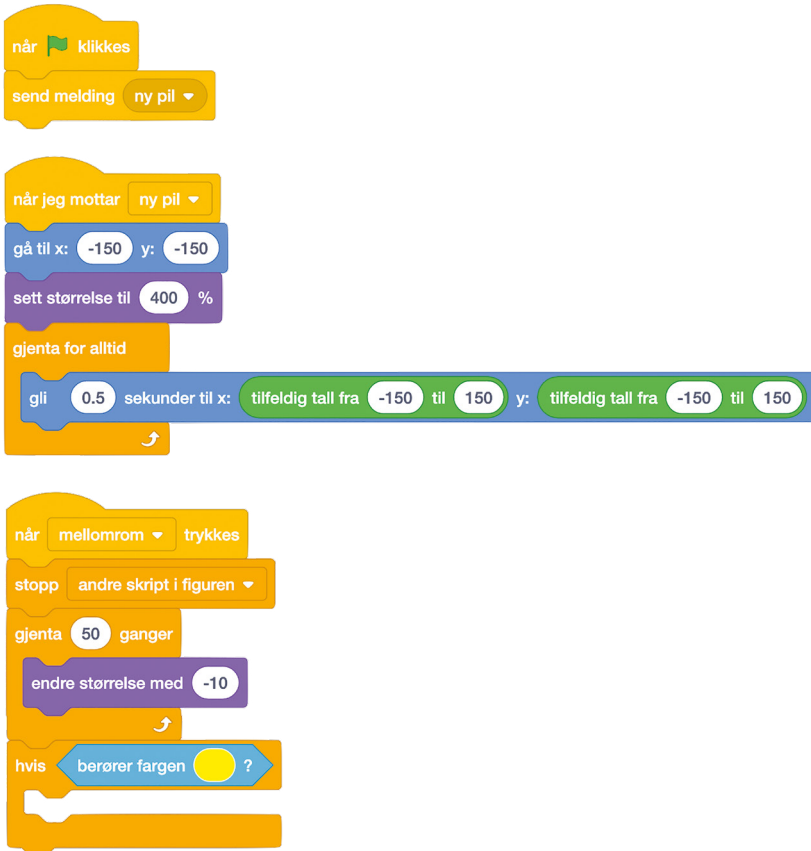 når klikkes
send melding ny pil
når jeg mottar ny pil
gå til x: -150 y: -150
sett størrelse til 400 %
gjenta for alltid
gli 0.5 sekunder til x: tilfeldig tall fra -150 til 150 y: tilfeldig tall fra -150 til 150
når mellomrom trykkes
stopp andre skript i figuren
gjenta 50 ganger
endre størrelse med -10
hvis berører fargen ?